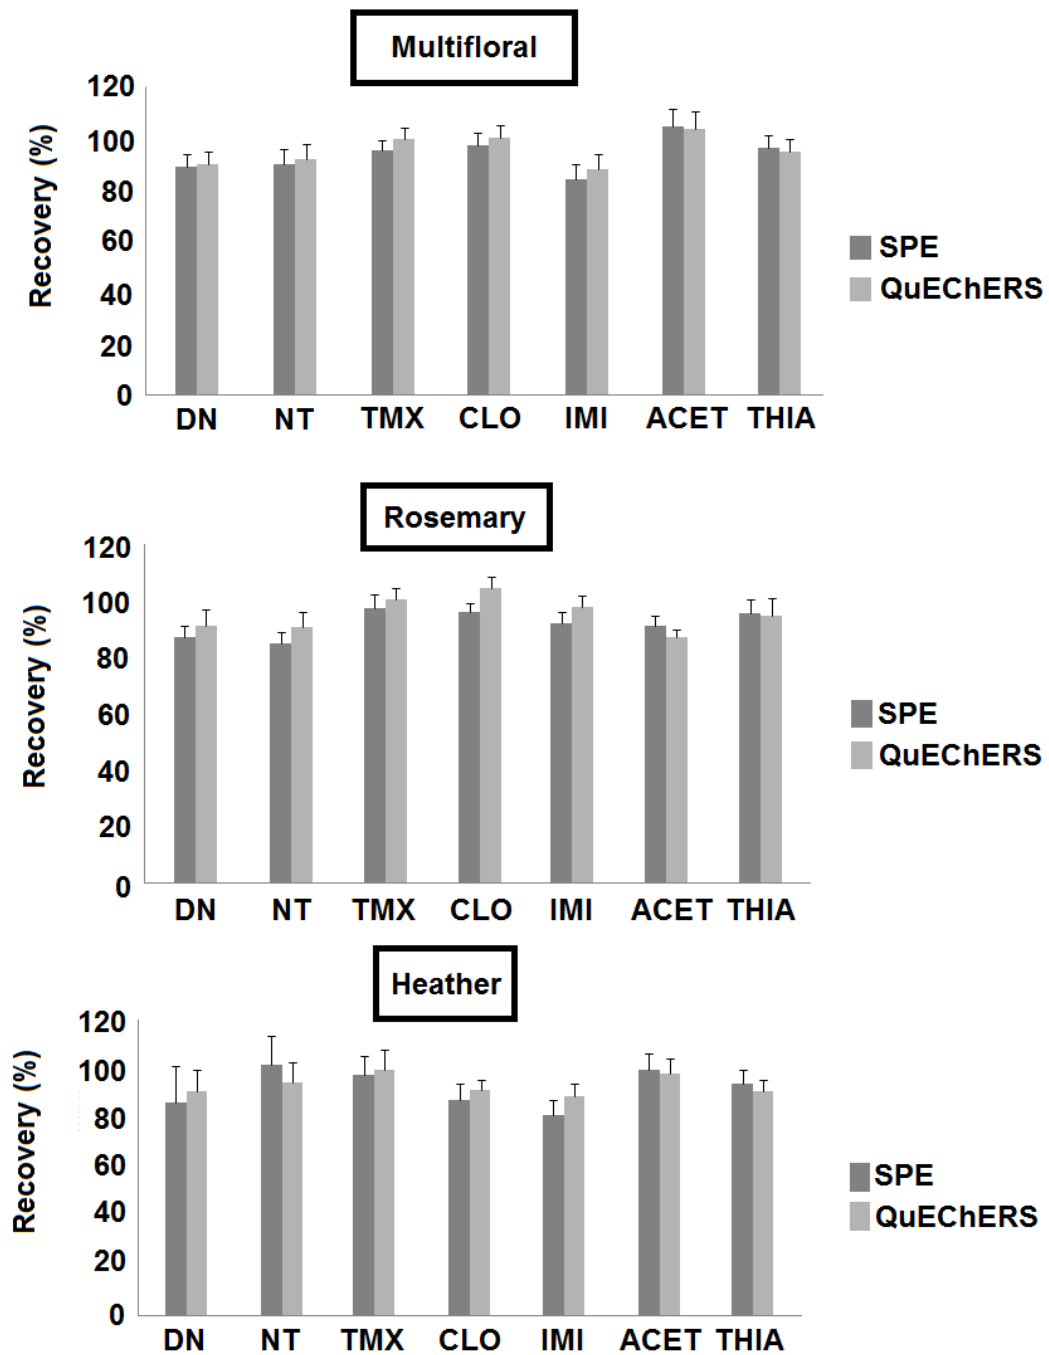 Multifloral
Recovery (%)
120
100
80
60
40
20
0
DN NT TMX CLO IMI ACET THIA
SPE
QuEChERS
Rosemary
Recovery (%)
120
100
80
60
40
20
0
DN NT TMX CLO IMI ACET THIA
SPE
QuEChERS
Heather
Recovery (%)
120
100
80
60
40
20
0
DN NT TMX CLO IMI ACET THIA
SPE
QuEChERS